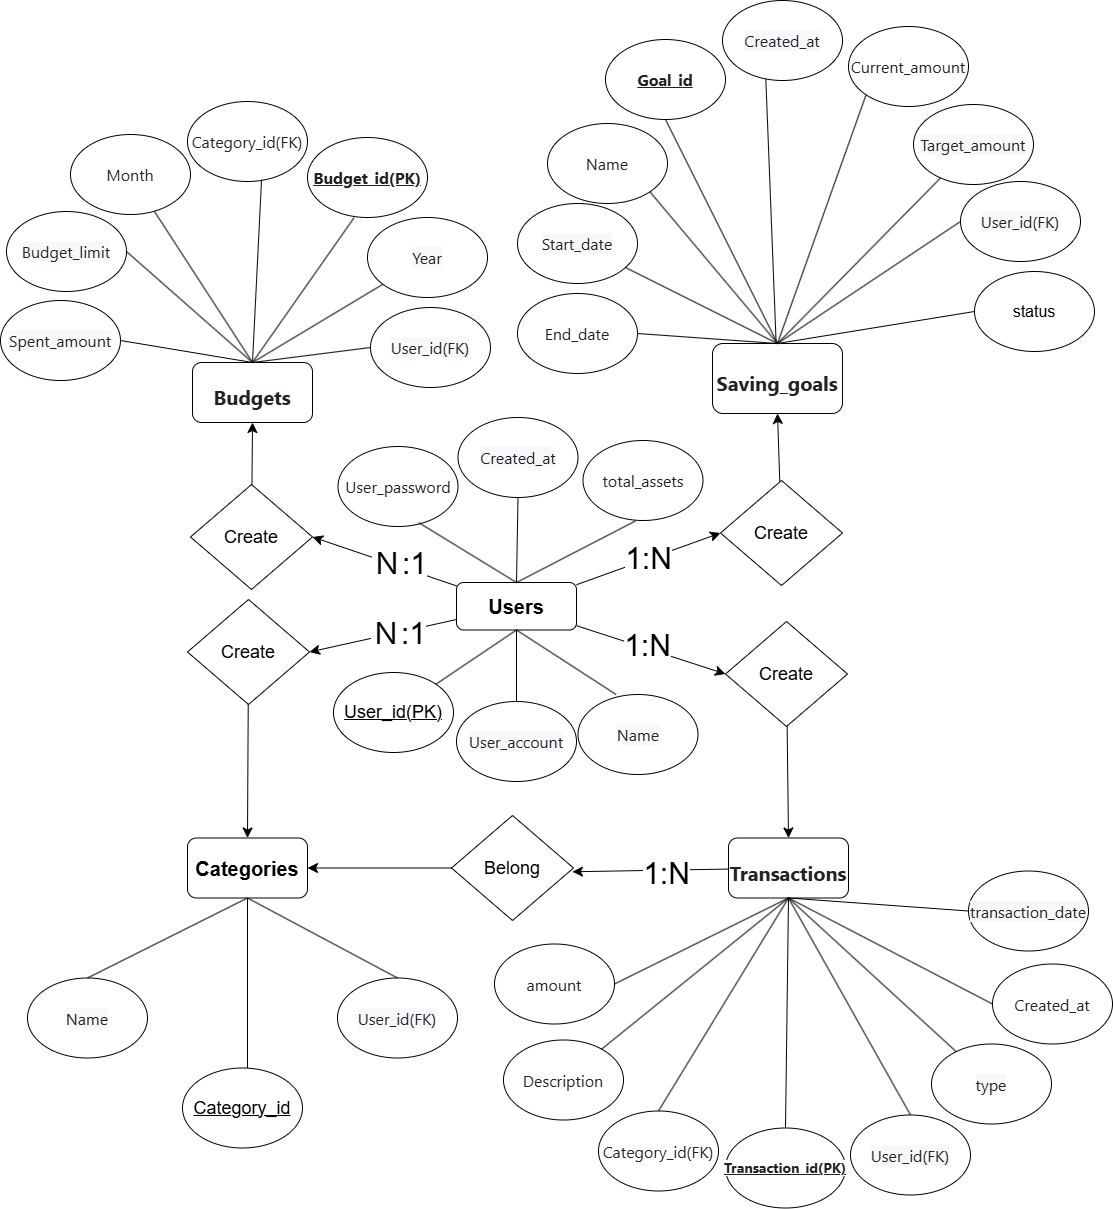 Created_at
Goal_id
Current_amount
Category_id(FK)
Target_amount
Name
Month
Budget_id(PK)
User_id(FK)
Start_date
Budget_limit
Year
status
End_date
Spent_amount
User_id(FK)
Saving_goals
Budgets
Created_at
total_assets
User_password
Create
Create
N:1
1:N
Users
N:1
1:N
Create
Create
User_id(PK)
User_account
Name
Categories
Belong
1:N
Transactions
transaction_date
amount
Created_at
Name
User_id(FK)
Description
type
Category_id
Category_id(FK)
Transaction_id(PK)
User_id(FK)